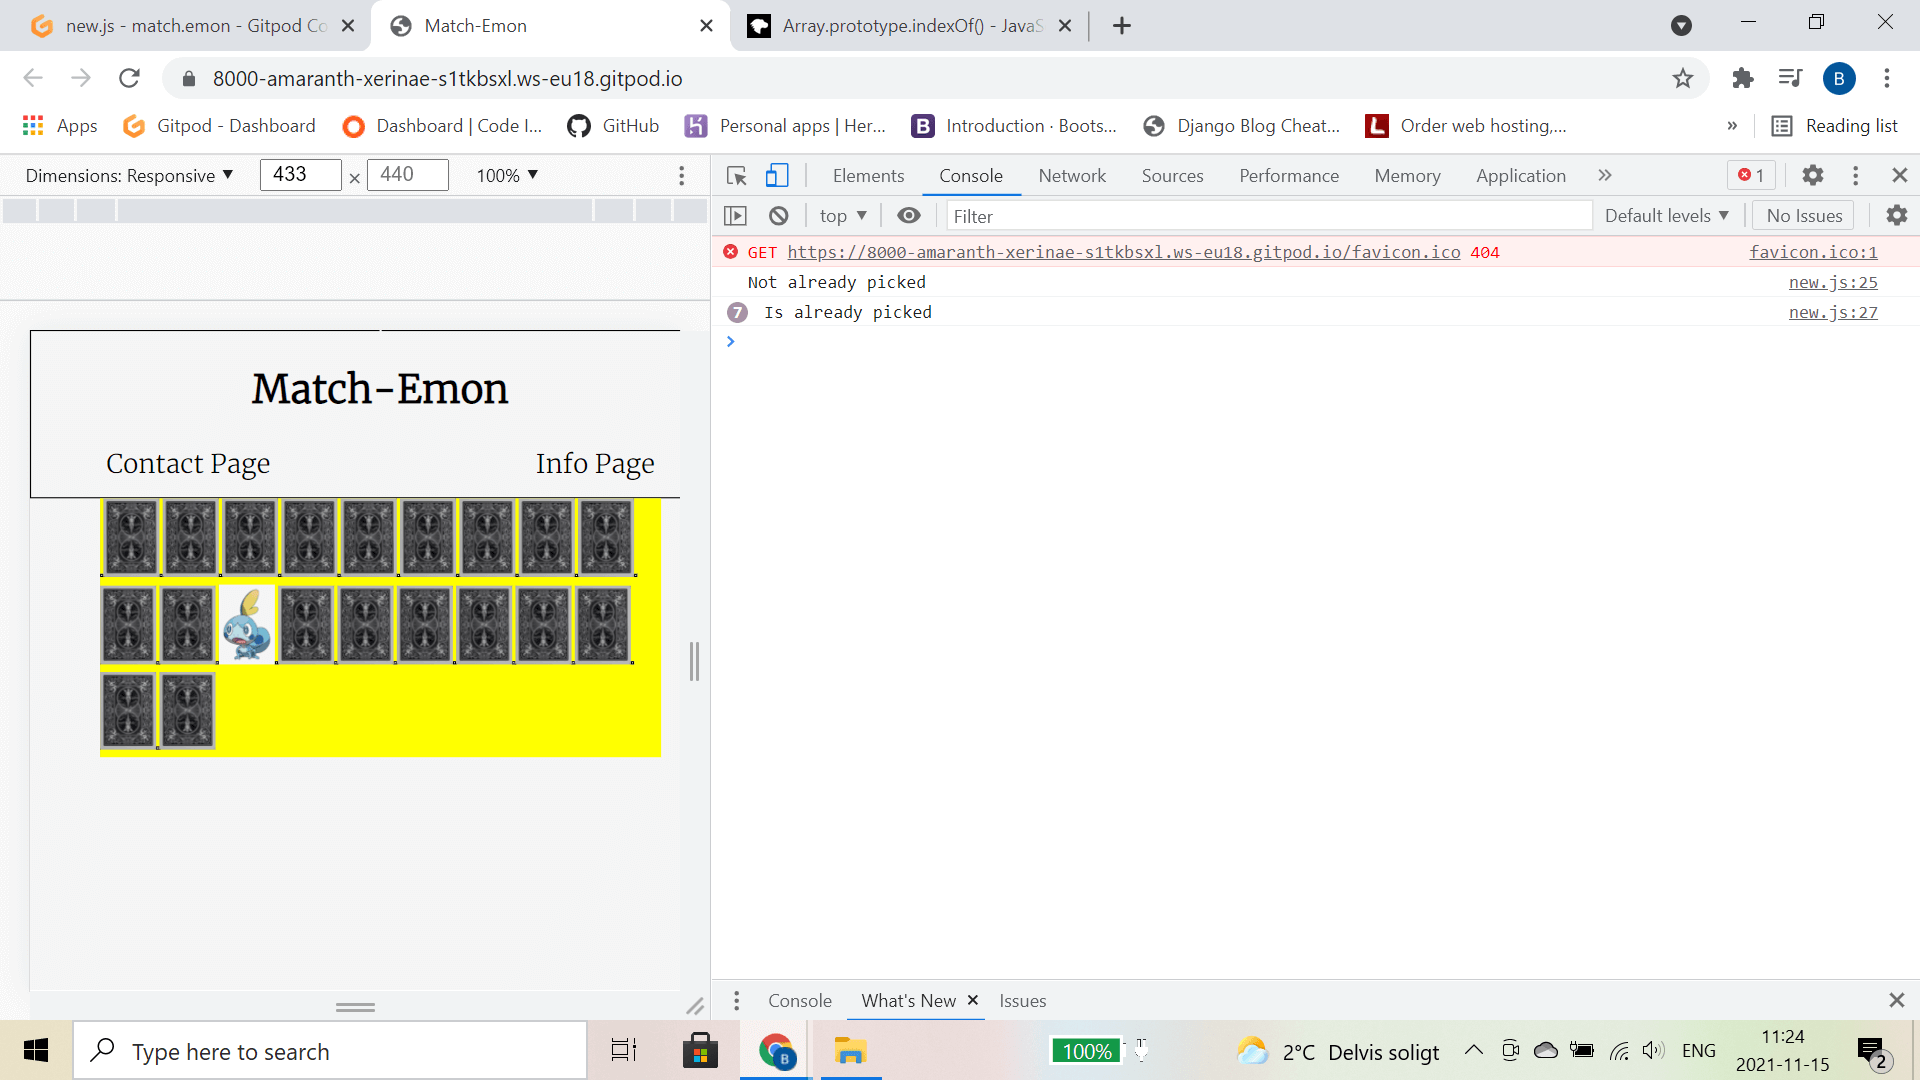 new.js - match.emon - Gitpod Co
Match-Emon
Array.prototype.indexOf() - JavaS
8000-amaranth-xerinae-s1tkbsxl.ws-eu18.gitpod.io
B
Apps
Gitpod - Dashboard
Dashboard | Code I...
GitHub
Personal apps | Her...
B
Introduction · Boots...
Django Blog Cheat...
L
Order web hosting,...
»
Reading list
Dimensions: Responsive ▼
433 × 440
100% ▼
Elements
Console
Network
Sources
Performance
Memory
Application
»
1
top ▼
Filter
Default levels ▼
No Issues
GET https://8000-amaranth-xerinae-s1tkbsxl.ws-eu18.gitpod.io/favicon.ico 404
favicon.ico:1
Not already picked
new.js:25
7 Is already picked
new.js:27
Match-Emon
Contact Page
Info Page
Console
What's New
Issues
Type here to search
B
100%
2°C Delvis soligt
ENG
11:24
2021-11-15
2